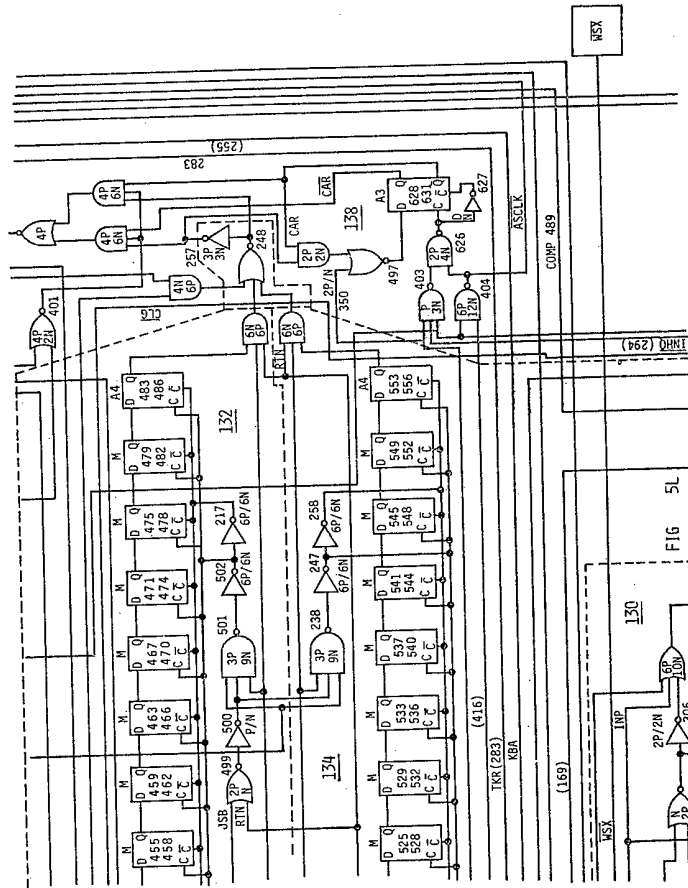 WSX
4P
4P
6N
4P
6N
283
(255)
CAR
CAR
138
A3
D Q
628
631
C C
627
D
N
ASCLK
COMP 489
257
3P
3N
248
4N
6P
2P
2N
2P/N
350
497
2P
4N
626
403
P
3N
404
6P
12N
401
4P
2N
CLG
6N
6P
6N
6P
RTN
INHQ
(294)
A4
D Q
483
486
C C
132
M
D Q
479
482
C C
M
D Q
475
478
C C
M
D Q
471
474
C C
M
D Q
467
470
C C
M
D Q
463
466
C C
M
D Q
459
462
C C
M
D Q
455
458
C C
217
6P/6N
502
6P/6N
501
3P
9N
500
P/N
499
2P
N
JSB
RTN
134
258
6P/6N
247
6P/6N
238
3P
9N
A4
D Q
553
556
C C
M
D Q
549
552
C C
M
D Q
545
548
C C
M
D Q
541
544
C C
M
D Q
537
540
C C
M
D Q
533
536
C C
M
D Q
529
532
C C
M
D Q
525
528
C C
(416)
TKR(283)
KBA
(169)
FIG 5L
130
6P
10N
INP
2P/2N
N
2P
WSX